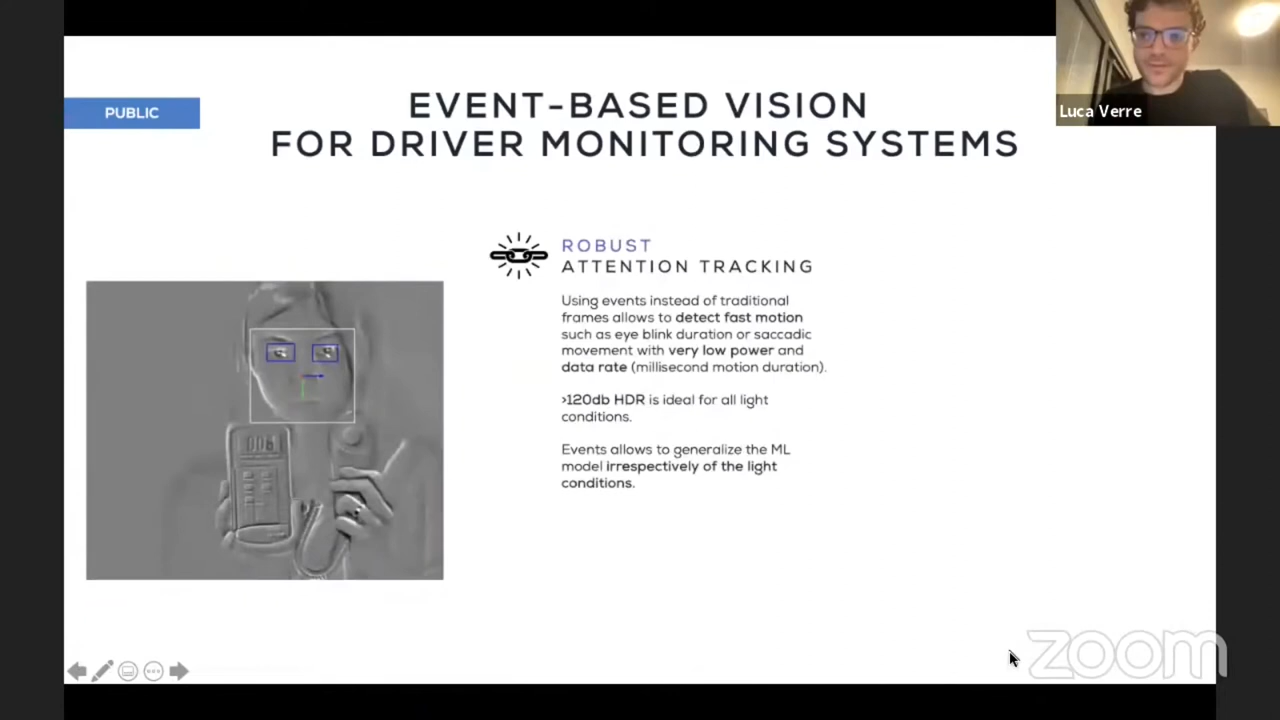 PUBLIC
EVENT-BASED VISION
FOR DRIVER MONITORING SYSTEMS
Luca Verre
ROBUST
ATTENTION TRACKING
Using events instead of traditional
frames allows to detect fast motion
such as eye blink duration or saccadic
movement with very low power and
data rate (millisecond motion duration).
>120db HDR is ideal for all light
conditions.
Events allows to generalize the ML
model irrespectively of the light
conditions.
zoom